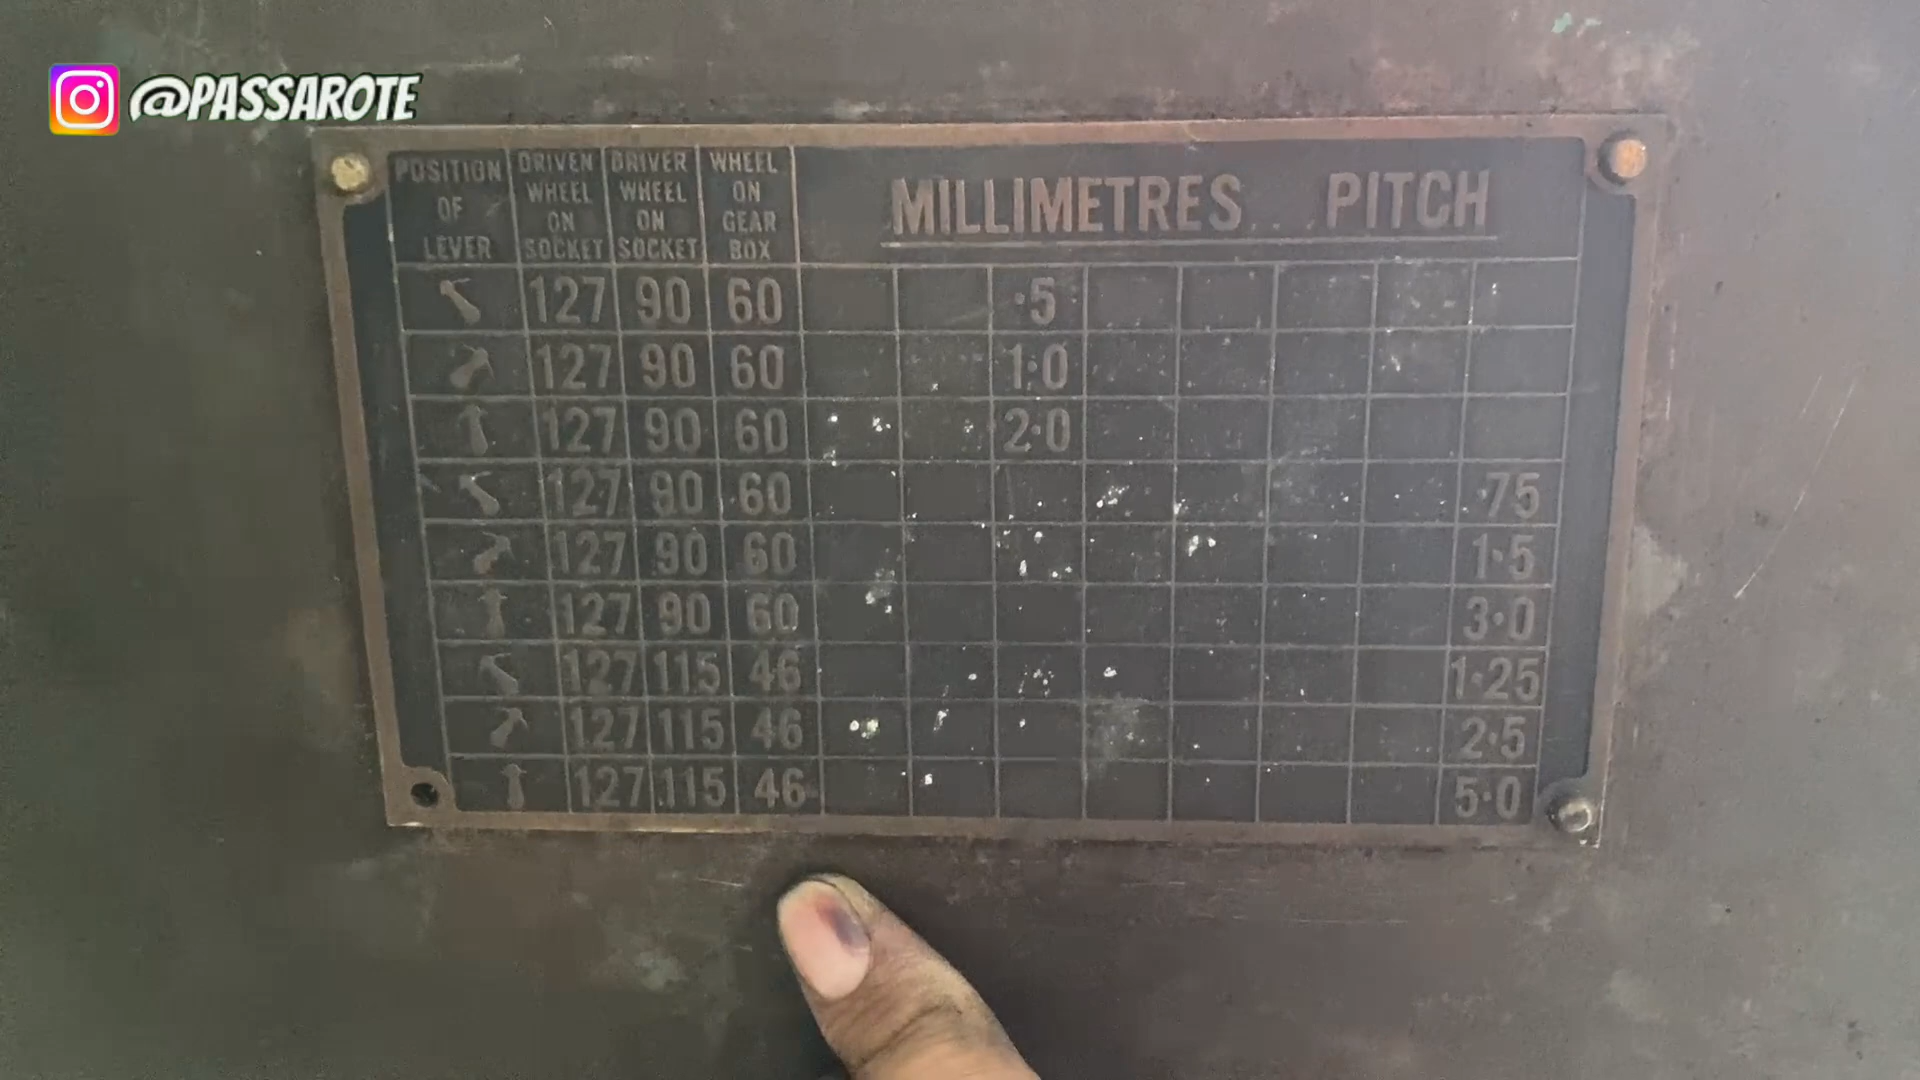 @PASSAROTE
POSITION OF LEVER DRIVEN WHEEL ON SOCKET DRIVER WHEEL ON SOCKET WHEEL ON GEAR BOX MILLIMETRES PITCH
127 90 60 ·5
127 90 60 1·0
127 90 60 2·0
127 90 60 ·75
127 90 60 1·5
127 90 60 3·0
127 115 46 1·25
127 115 46 2·5
127 115 46 5·0